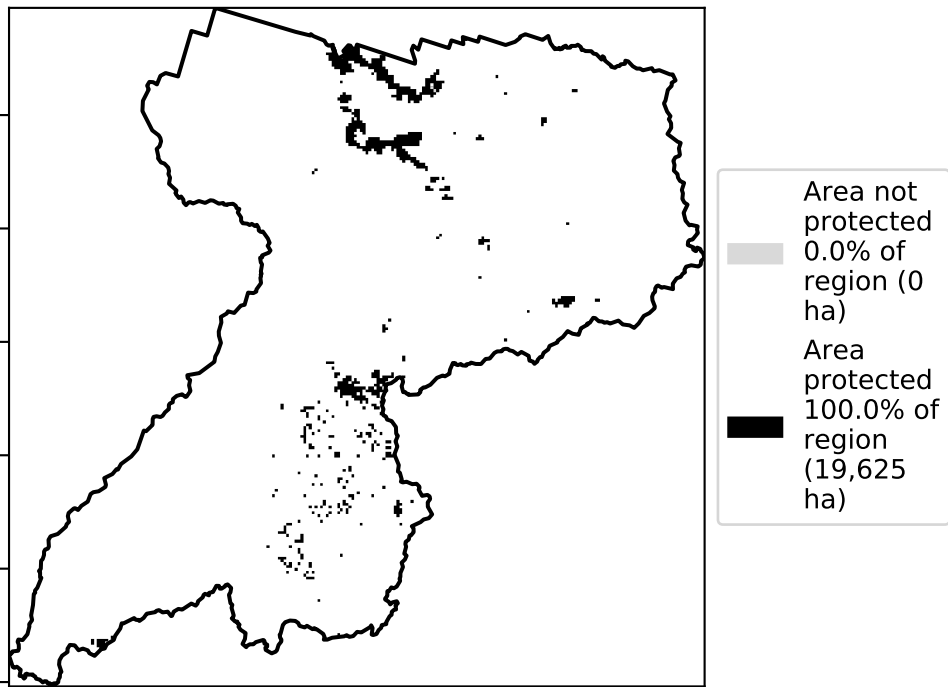 Area not
protected
0.0% of
region (0
ha)
Area
protected
100.0% of
region
(19,625
ha)